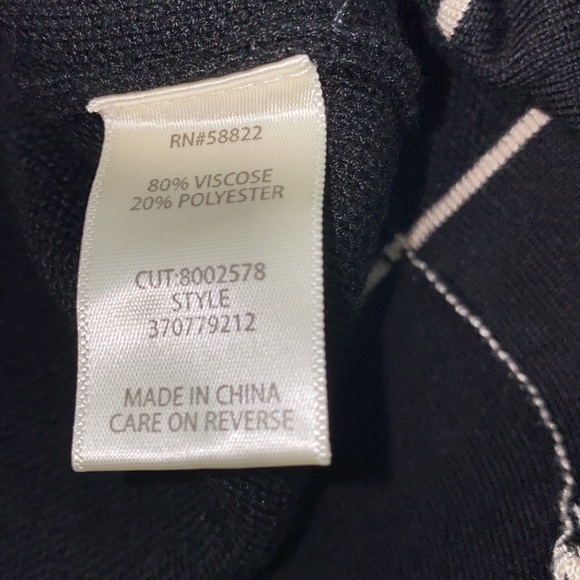 RN#58822
80% VISCOSE
20% POLYESTER
CUT:8002578
STYLE
370779212
MADE IN CHINA
CARE ON REVERSE